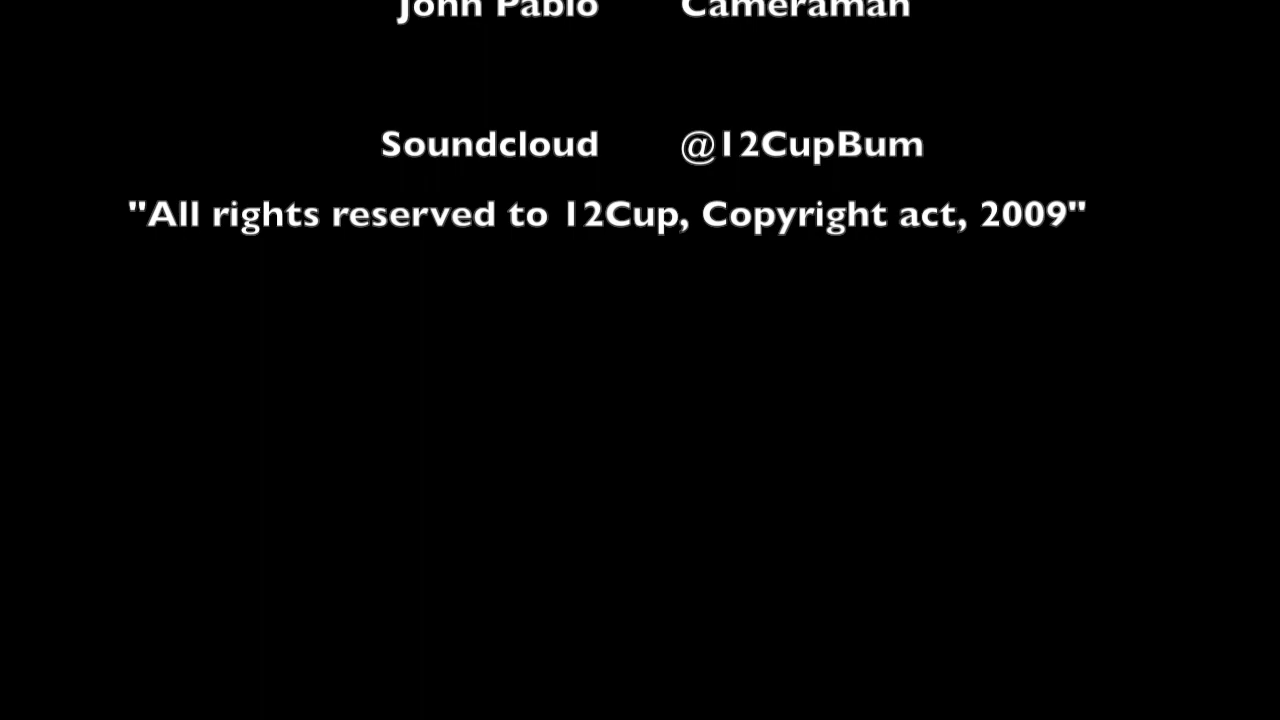 John Pablo Cameraman
Soundcloud @12CupBum
"All rights reserved to 12Cup, Copyright act, 2009"